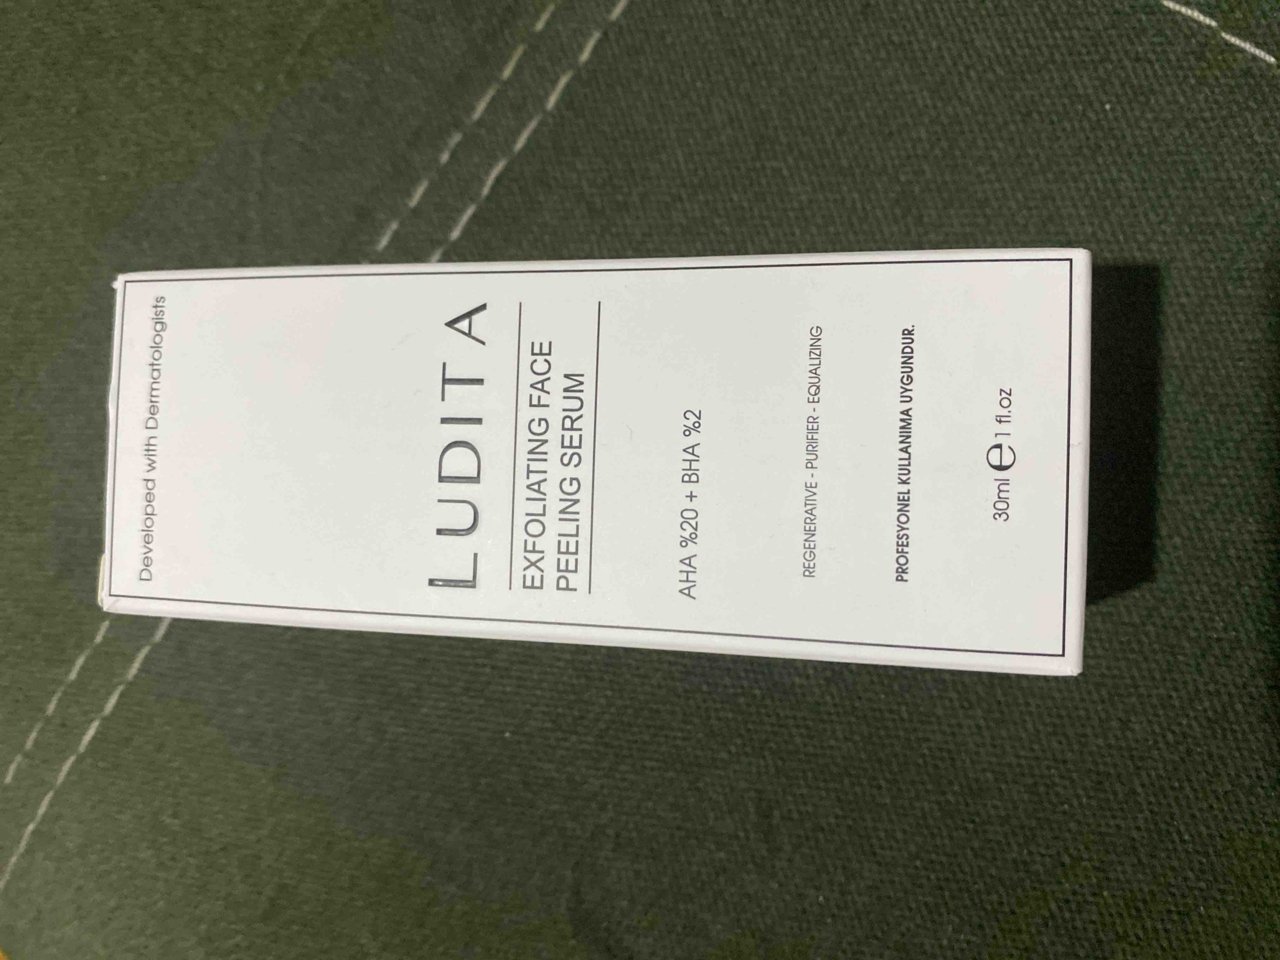 Developed with Dermatologists
LUDITA
EXFOLIATING FACE
PEELING SERUM
AHA %20 + BHA %2
REGENERATIVE - PURIFIER - EQUALIZING
PROFESYONEL KULLANIMA UYGUNDUR.
30ml ℮ 1 fl.oz